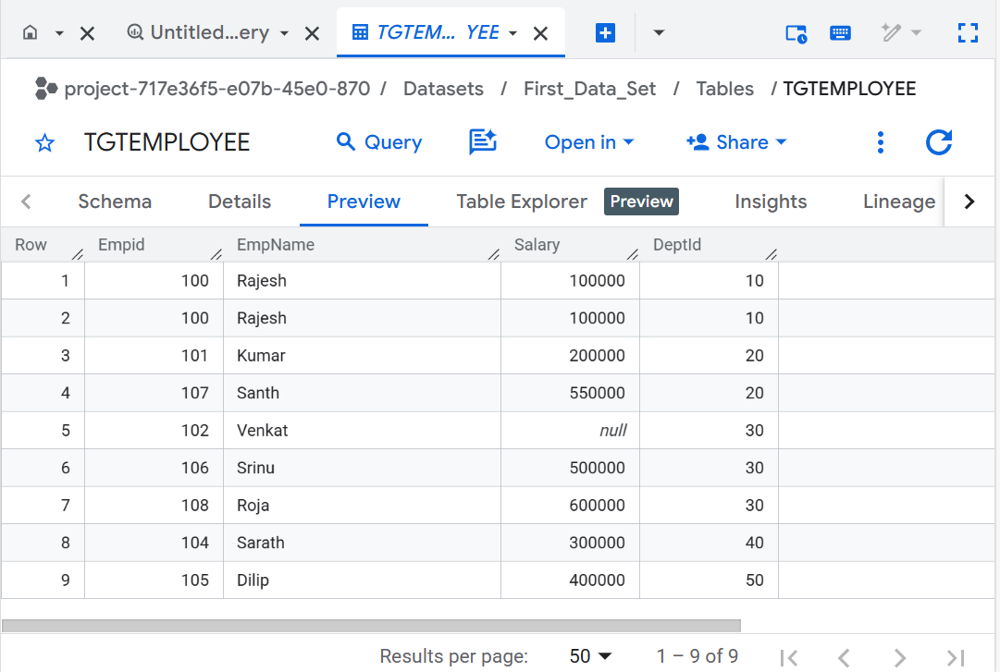 Untitled...ery TGTEM... YEE
project-717e36f5-e07b-45e0-870 / Datasets / First_Data_Set / Tables / TGTEMPLOYEE
TGTEMPLOYEE Query Open in Share
Schema Details Preview Table Explorer Preview Insights Lineage
Row Empid EmpName Salary DeptId
1 100 Rajesh 100000 10
2 100 Rajesh 100000 10
3 101 Kumar 200000 20
4 107 Santh 550000 20
5 102 Venkat null 30
6 106 Srinu 500000 30
7 108 Roja 600000 30
8 104 Sarath 300000 40
9 105 Dilip 400000 50
Results per page: 50 1 – 9 of 9